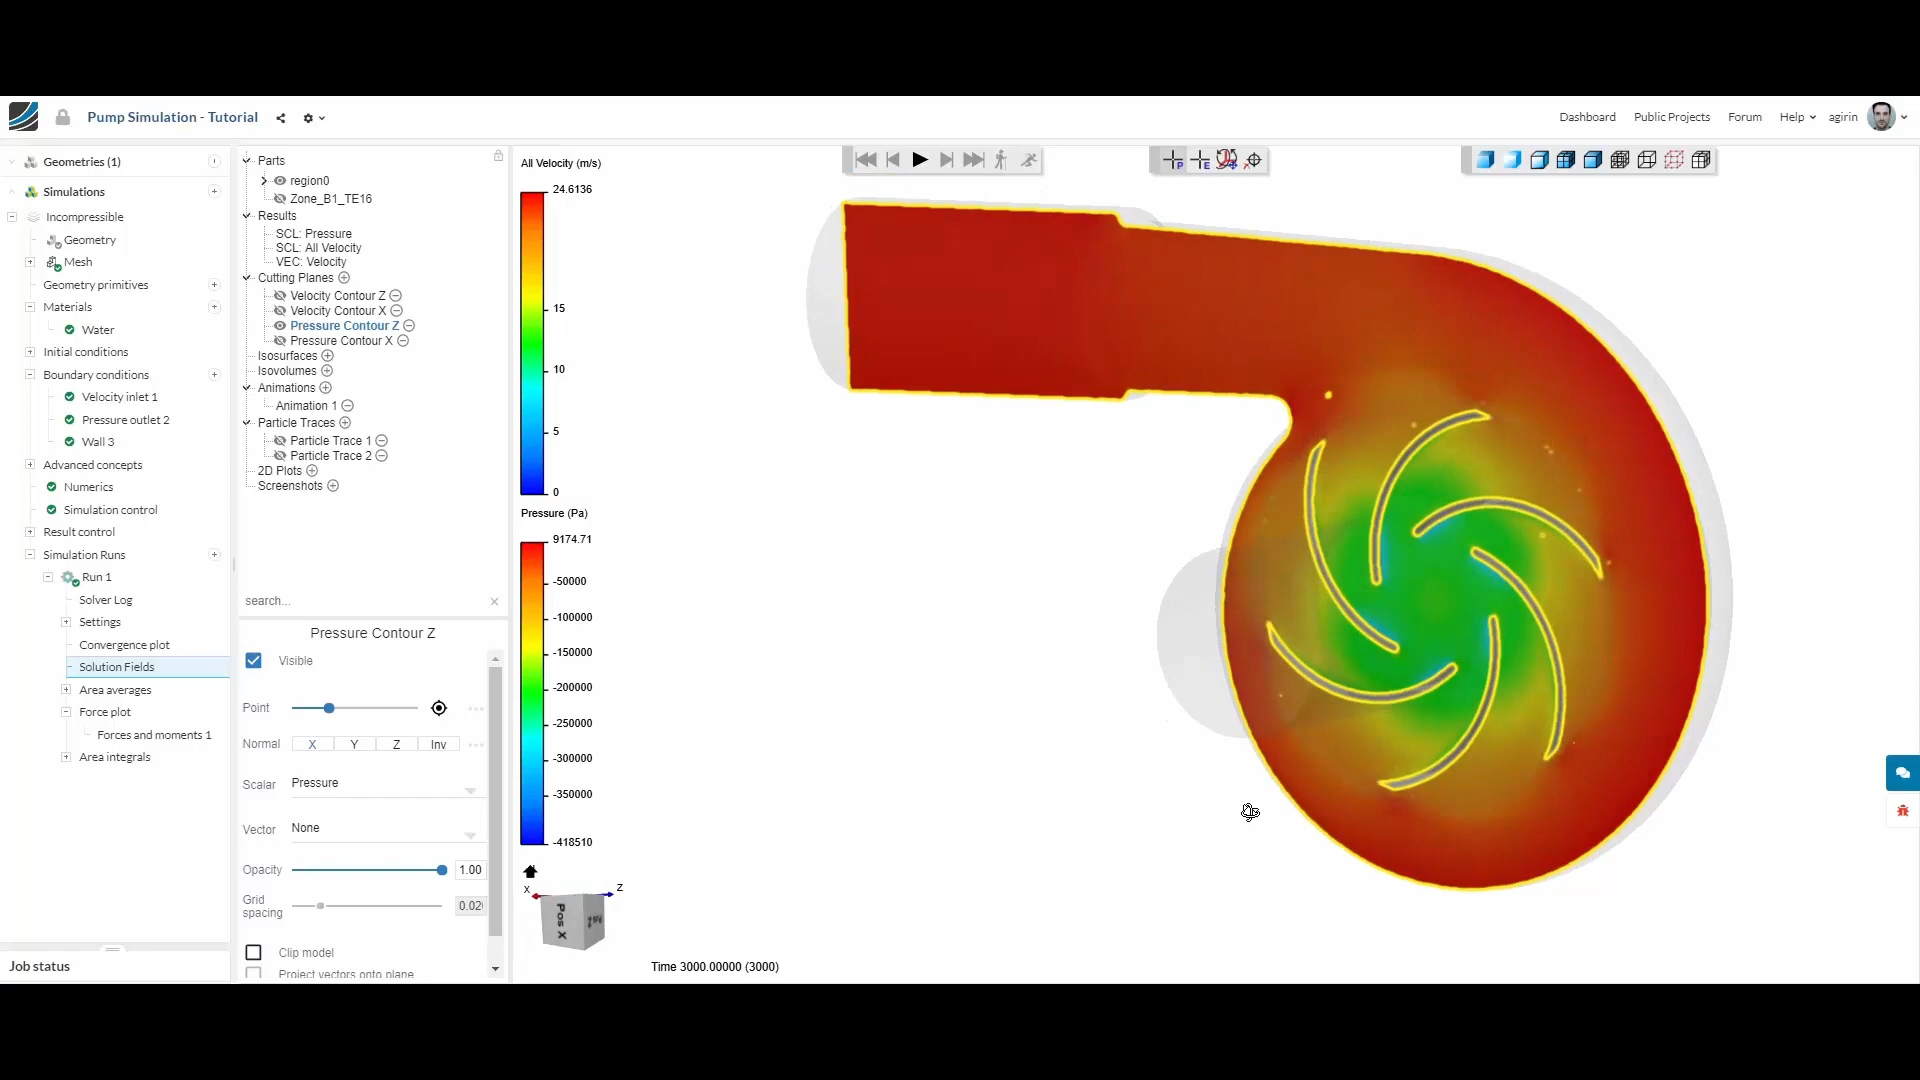 Pump Simulation - Tutorial
Dashboard
Public Projects
Forum
Help
agirin
Geometries (1)
Simulations
Incompressible
Geometry
Mesh
Geometry primitives
Materials
Water
Initial conditions
Boundary conditions
Velocity inlet 1
Pressure outlet 2
Wall 3
Advanced concepts
Numerics
Simulation control
Result control
Simulation Runs
Run 1
Solver Log
Settings
Convergence plot
Solution Fields
Area averages
Force plot
Forces and moments 1
Area integrals
Job status
Parts
region0
Zone_B1_TE16
Results
SCL: Pressure
SCL: All Velocity
VEC: Velocity
Cutting Planes
Velocity Contour Z
Velocity Contour X
Pressure Contour Z
Pressure Contour X
Isosurfaces
Isovolumes
Animations
Animation 1
Particle Traces
Particle Trace 1
Particle Trace 2
2D Plots
Screenshots
search...
Pressure Contour Z
Visible
Point
Normal X Y Z Inv
Scalar Pressure
Vector None
Opacity 1.00
Grid spacing 0.02
Clip model
Project vectors onto plane
All Velocity (m/s)
24.6136
15
10
5
0
Pressure (Pa)
9174.71
-50000
-100000
-150000
-200000
-250000
-300000
-350000
-418510
X
Z
Pos X
P
E
Time 3000.00000 (3000)